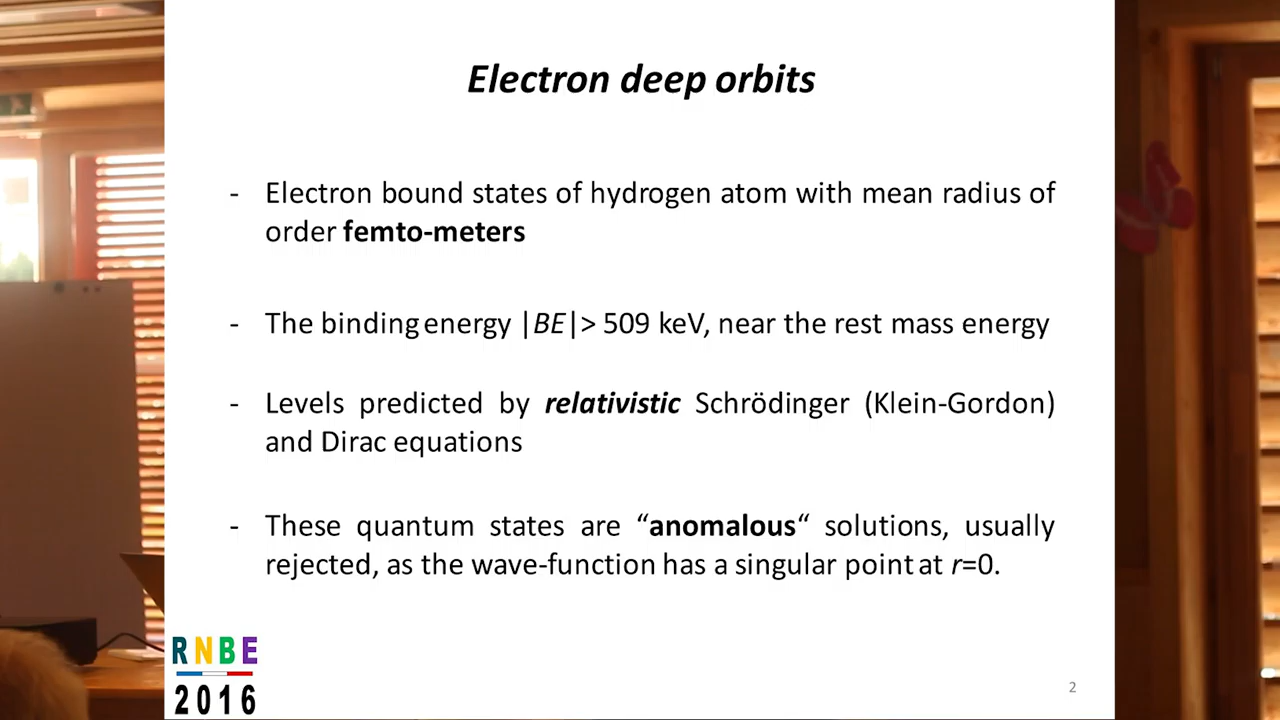 Electron deep orbits
- Electron bound states of hydrogen atom with mean radius of
order femto-meters
- The binding energy |BE|> 509 keV, near the rest mass energy
- Levels predicted by relativistic Schrödinger (Klein-Gordon)
and Dirac equations
- These quantum states are “anomalous“ solutions, usually
rejected, as the wave-function has a singular point at r=0.
RNBE
2016
2